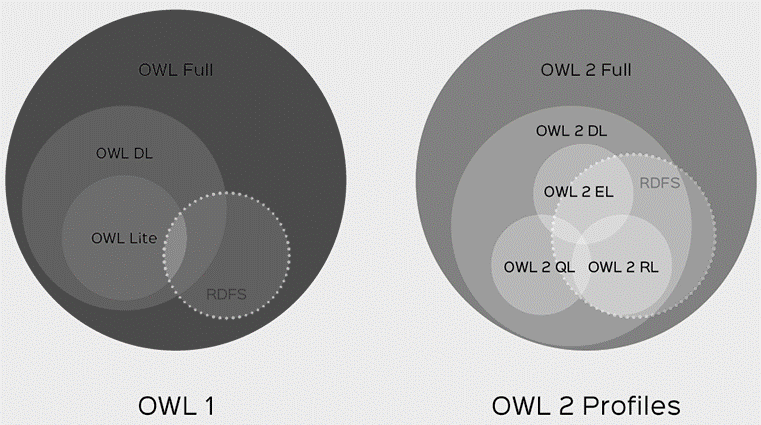 OWL Full
OWL DL
OWL Lite
RDFS
OWL 1
OWL 2 Full
OWL 2 DL
RDFS
OWL 2 EL
OWL 2 QL
OWL 2 RL
OWL 2 Profiles